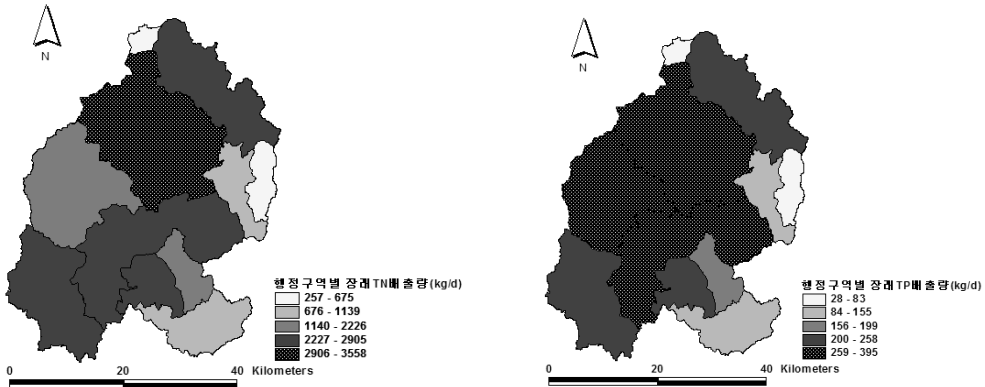 N
행정구역별 장래TN배출량(kg/d)
257 - 675
676 - 1139
1140 - 2226
2227 - 2905
2906 - 3558
0 20 40 Kilometers
N
행정구역별 장래TP배출량(kg/d)
28 - 83
84 - 155
156 - 199
200 - 258
259 - 395
0 20 40 Kilometers